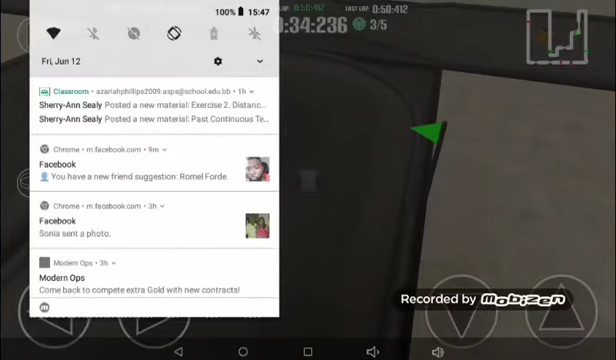 100% 15:47
LAST LAP: 0:50:412
0:50:412
0:34:236 3/5
Fri, Jun 12
Classroom • azariahphillips2009.asps@school.edu.bb • 1h
Sherry-Ann Sealy Posted a new material: Exercise 2. Distanc...
Sherry-Ann Sealy Posted a new material: Past Continuous Te...
Chrome • m.facebook.com • 9m
Facebook
You have a new friend suggestion: Romel Forde.
Chrome • m.facebook.com • 3h
Facebook
Sonia sent a photo.
Modern Ops • 3h
Modern Ops
Come back to compete extra Gold with new contracts!
Recorded by mobizen